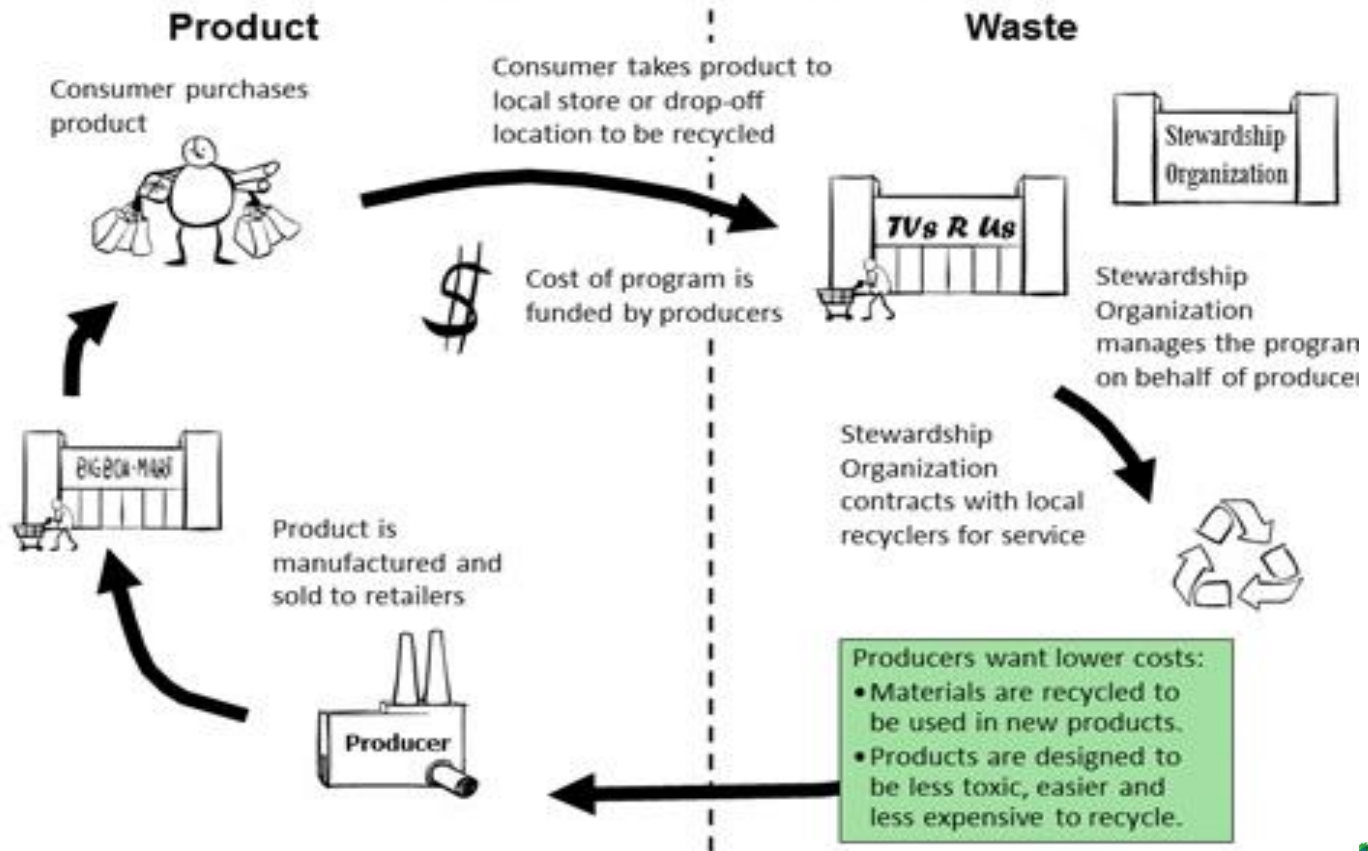 Product
Waste
Consumer purchases
product
Consumer takes product to
local store or drop-off
location to be recycled
Stewardship
Organization
TVs R Us
$
Cost of program is
funded by producers
Stewardship
Organization
manages the program
on behalf of producer
BIGBOX-MART
Stewardship
Organization
contracts with local
recyclers for service
Product is
manufactured and
sold to retailers
Producer
Producers want lower costs:
• Materials are recycled to
be used in new products.
• Products are designed to
be less toxic, easier and
less expensive to recycle.